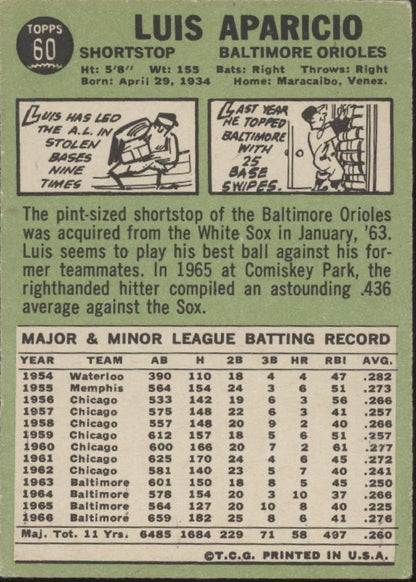 TOPPS
60
LUIS APARICIO
SHORTSTOP BALTIMORE ORIOLES
Ht: 5'8" Wt: 155 Bats: Right Throws: Right
Born: April 29, 1934 Home: Maracaibo, Venez.
LUIS HAS LED
THE A.L. IN
STOLEN
BASES
NINE
TIMES
LAST YEAR
HE TOPPED
BALTIMORE
WITH
25
BASE
SWIPES.
The pint-sized shortstop of the Baltimore Orioles
was acquired from the White Sox in January, '63.
Luis seems to play his best ball against his for-
mer teammates. In 1965 at Comiskey Park, the
righthanded hitter compiled an astounding .436
average against the Sox.
MAJOR & MINOR LEAGUE BATTING RECORD
YEAR TEAM AB H 2B 3B HR RBI AVG.
1954 Waterloo 390 110 18 4 4 47 .282
1955 Memphis 564 154 24 3 6 51 .273
1956 Chicago 533 142 19 6 3 56 .266
1957 Chicago 575 148 22 6 3 41 .257
1958 Chicago 557 148 20 9 2 40 .266
1959 Chicago 612 157 18 5 6 51 .257
1960 Chicago 600 166 20 7 2 61 .277
1961 Chicago 625 170 24 4 6 45 .272
1962 Chicago 581 140 23 5 7 40 .241
1963 Baltimore 601 150 18 8 5 45 .250
1964 Baltimore 578 154 20 3 10 37 .266
1965 Baltimore 564 127 20 10 8 40 .225
1966 Baltimore 659 182 25 8 6 41 .276
Maj. Tot. 11 Yrs. 6485 1684 229 71 58 497 .260
©T.C.G. PRINTED IN U.S.A.